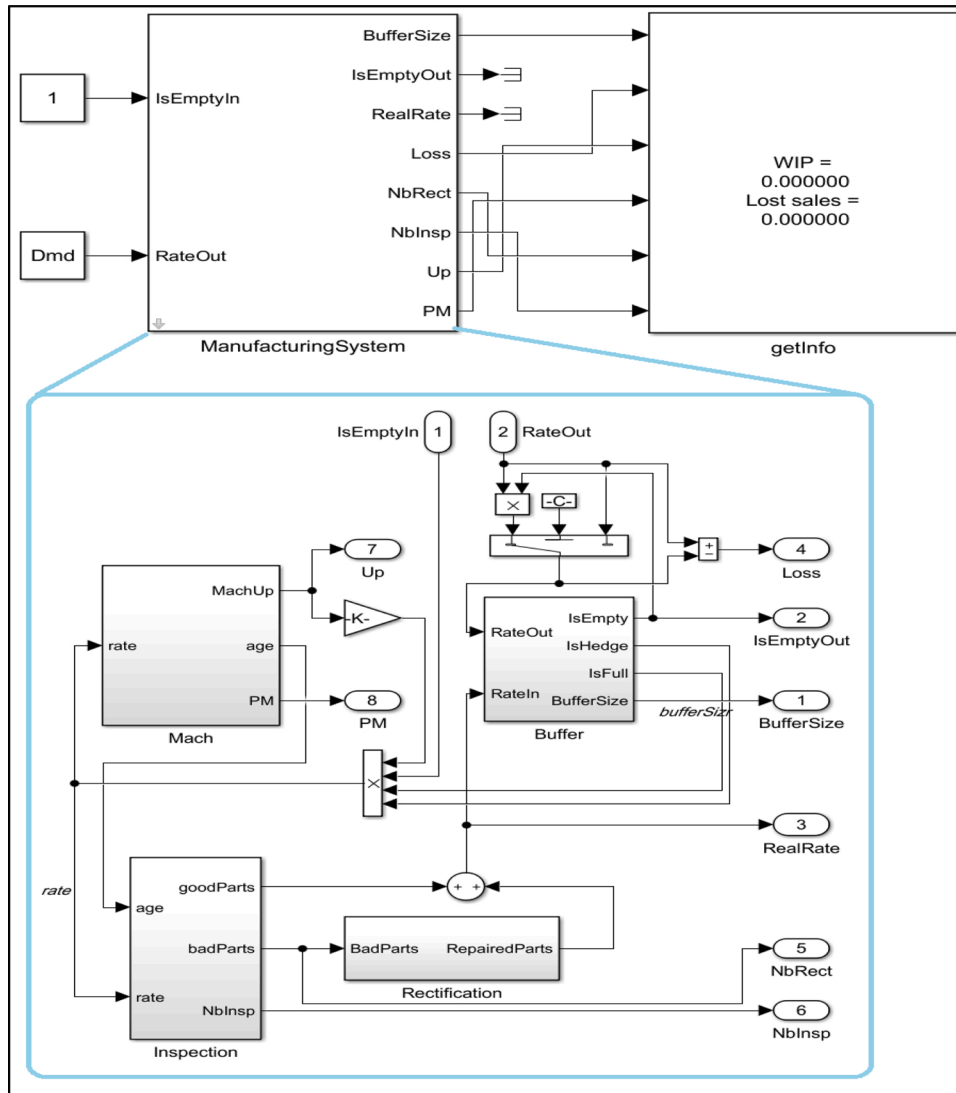 BufferSize
IsEmptyOut
1
IsEmptyIn
RealRate
Loss
WIP =
0.000000
Lost sales =
0.000000
NbRect
NbInsp
Dmd
RateOut
Up
PM
ManufacturingSystem
getInfo
IsEmptyIn
1
2
RateOut
×
-C-
+
−
4
Loss
7
Up
MachUp
-K-
rate
age
PM
Mach
8
PM
IsEmpty
RateOut
IsHedge
IsFull
RateIn
BufferSize
Buffer
bufferSizr
2
IsEmptyOut
1
BufferSize
×
3
RealRate
rate
goodParts
+ +
age
badParts
BadParts
RepairedParts
Rectification
rate
NbInsp
Inspection
5
NbRect
6
NbInsp